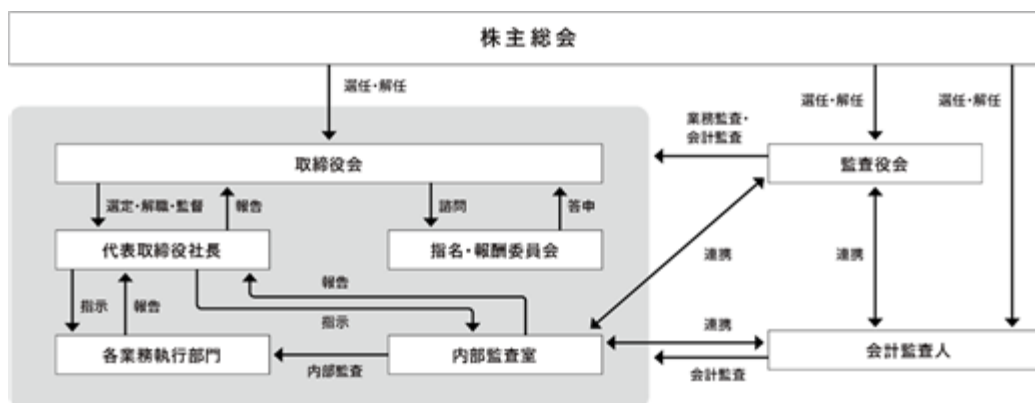 株主総会
選任・解任
選任・解任
選任・解任
業務監査・
会計監査
取締役会
監査役会
選定・解職・監督
報告
諮問
答申
代表取締役社長
指名・報酬委員会
連携
連携
報告
指示
報告
指示
連携
各業務執行部門
内部監査室
会計監査人
内部監査
会計監査